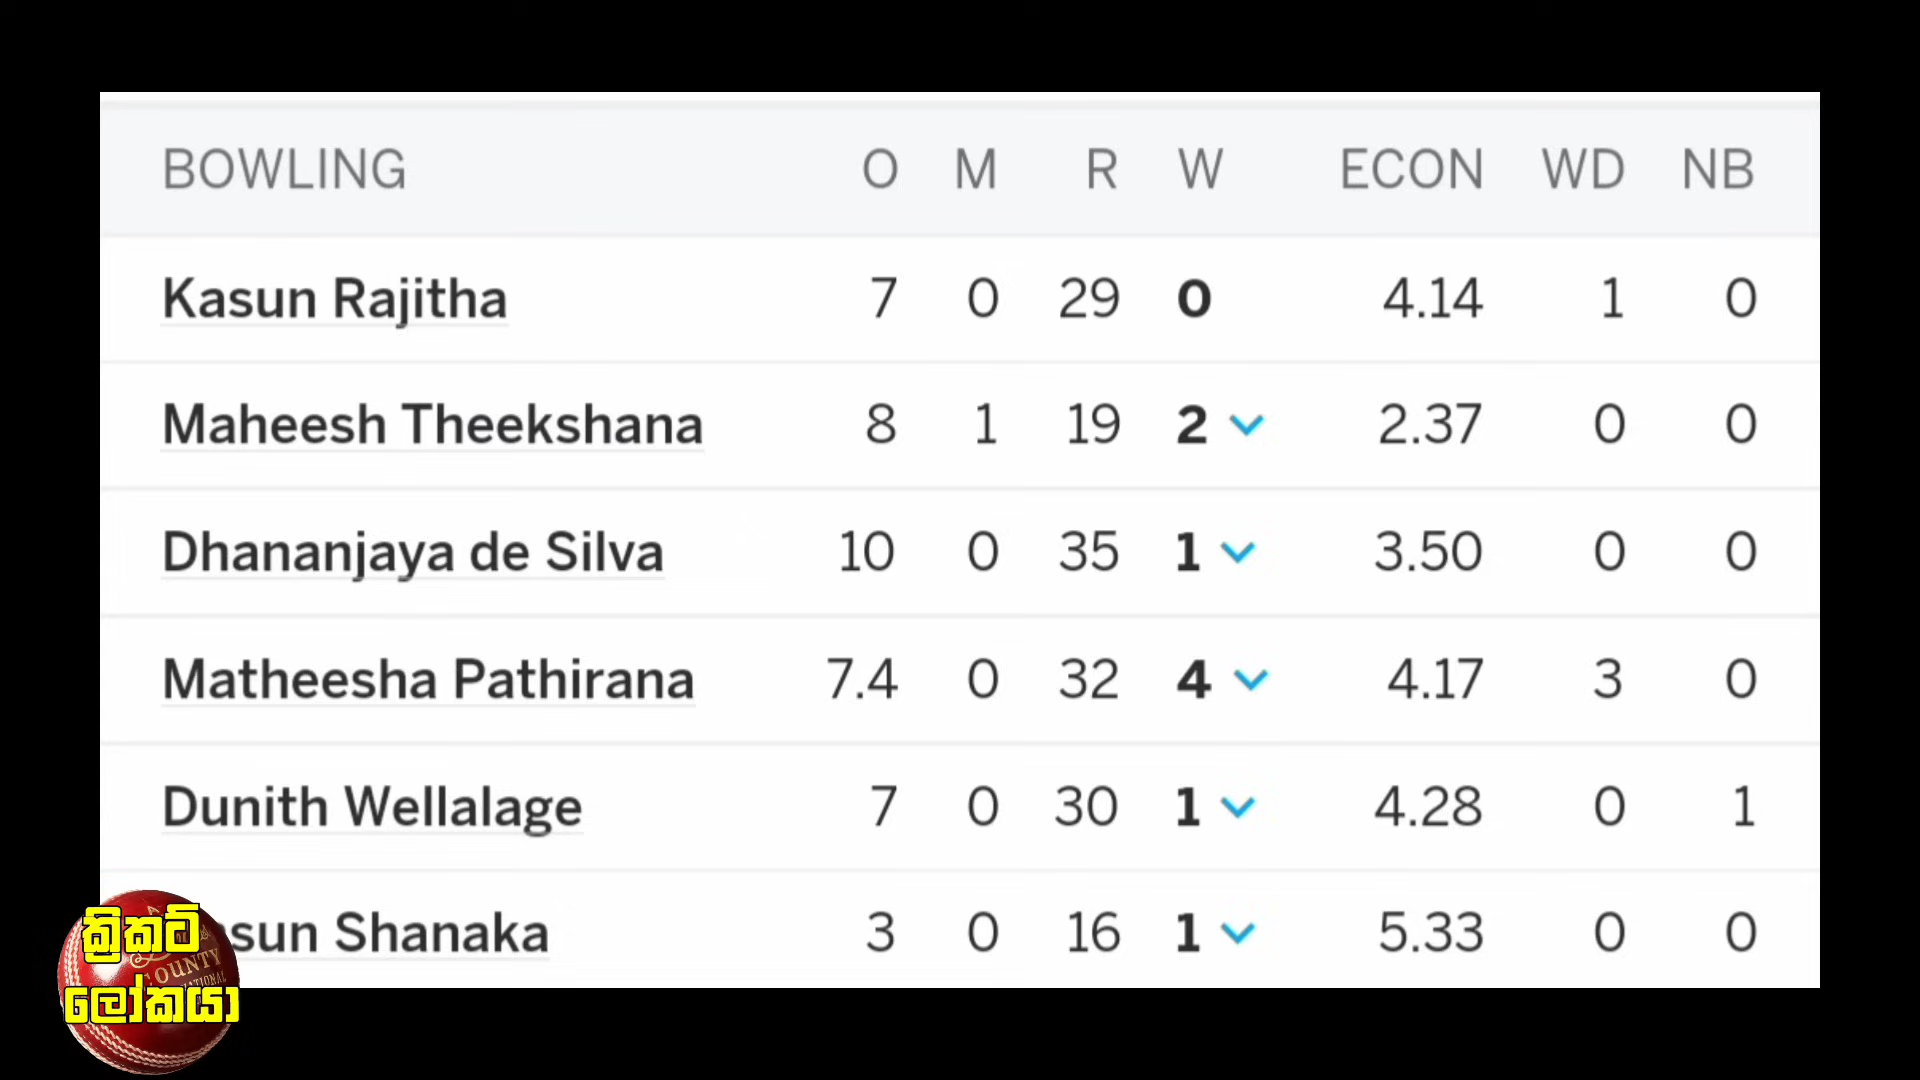 BOWLING O M R W ECON WD NB
Kasun Rajitha 7 0 29 0 4.14 1 0
Maheesh Theekshana 8 1 19 2 2.37 0 0
Dhananjaya de Silva 10 0 35 1 3.50 0 0
Matheesha Pathirana 7.4 0 32 4 4.17 3 0
Dunith Wellalage 7 0 30 1 4.28 0 1
sun Shanaka 3 0 16 1 5.33 0 0
ක්‍රිකට්
COUNTY
ලෝකයා